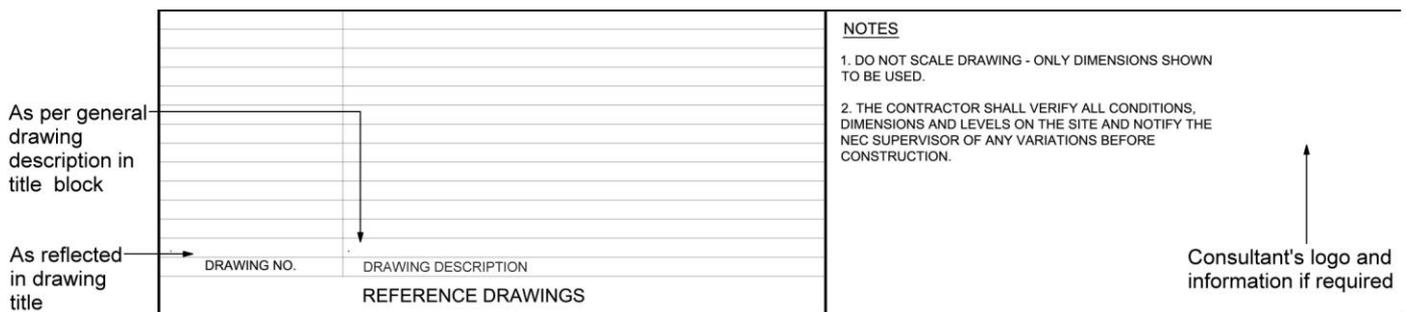 As per general
drawing
description in
title block
As reflected
in drawing
title
DRAWING NO.
DRAWING DESCRIPTION
REFERENCE DRAWINGS
NOTES
1. DO NOT SCALE DRAWING - ONLY DIMENSIONS SHOWN
TO BE USED.
2. THE CONTRACTOR SHALL VERIFY ALL CONDITIONS,
DIMENSIONS AND LEVELS ON THE SITE AND NOTIFY THE
NEC SUPERVISOR OF ANY VARIATIONS BEFORE
CONSTRUCTION.
Consultant's logo and
information if required